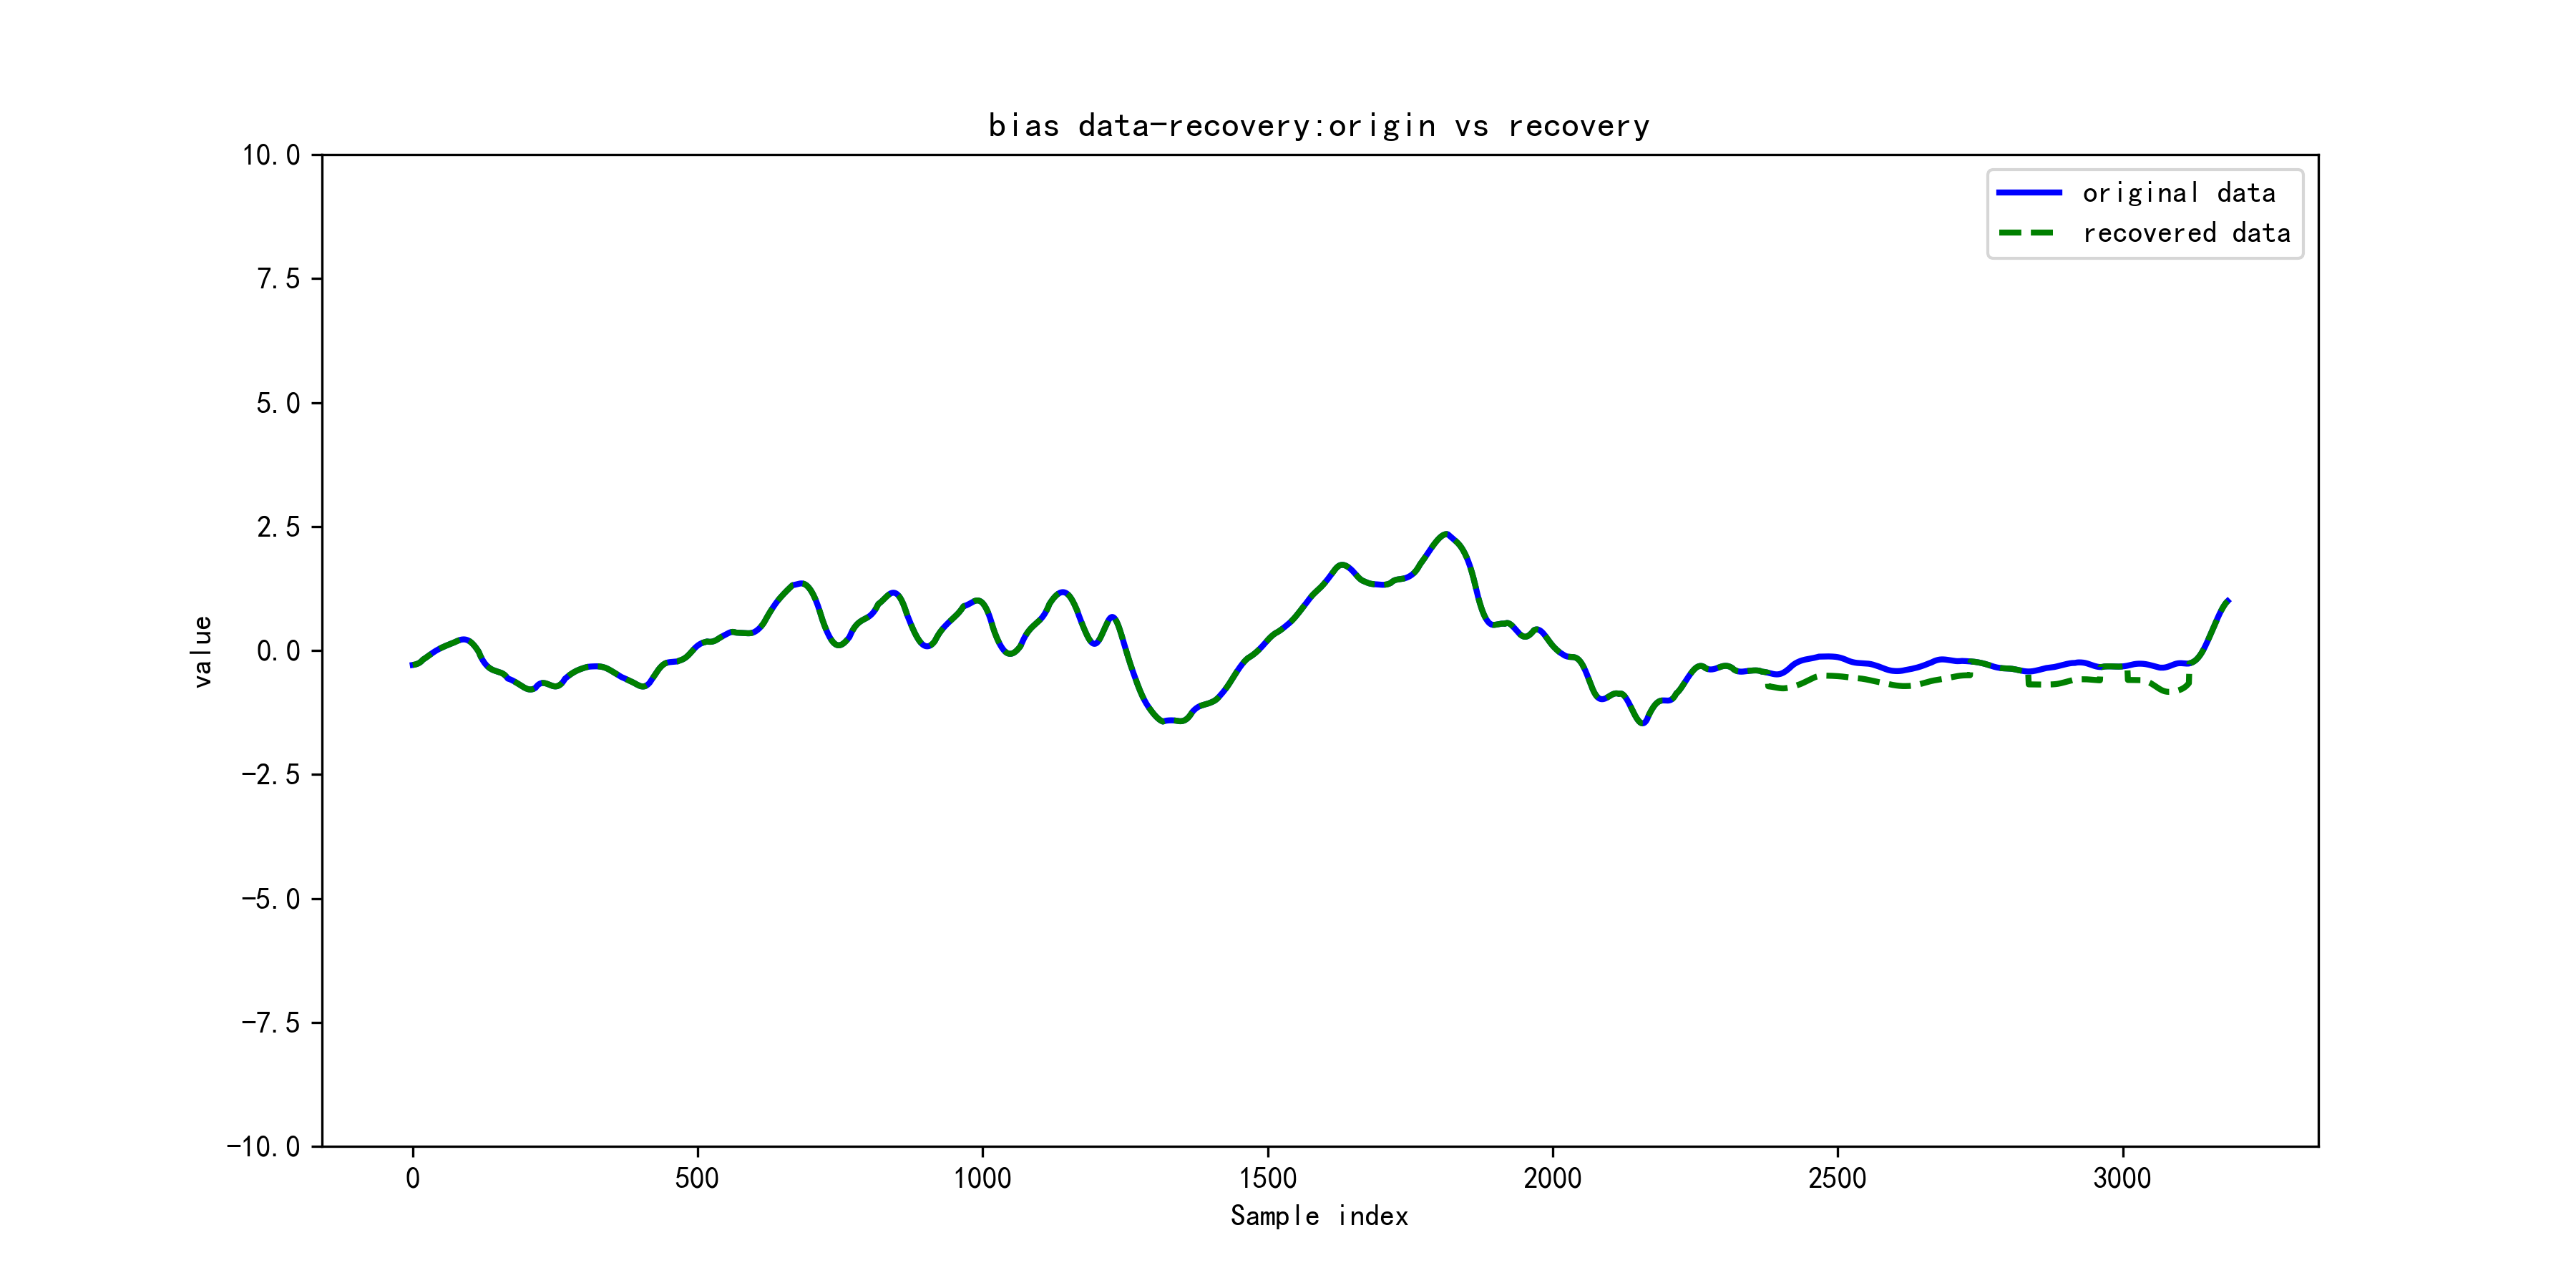 bias data-recovery:origin vs recovery
10.0
7.5
5.0
2.5
0.0
-2.5
-5.0
-7.5
-10.0
value
original data
recovered data
0 500 1000 1500 2000 2500 3000
Sample index